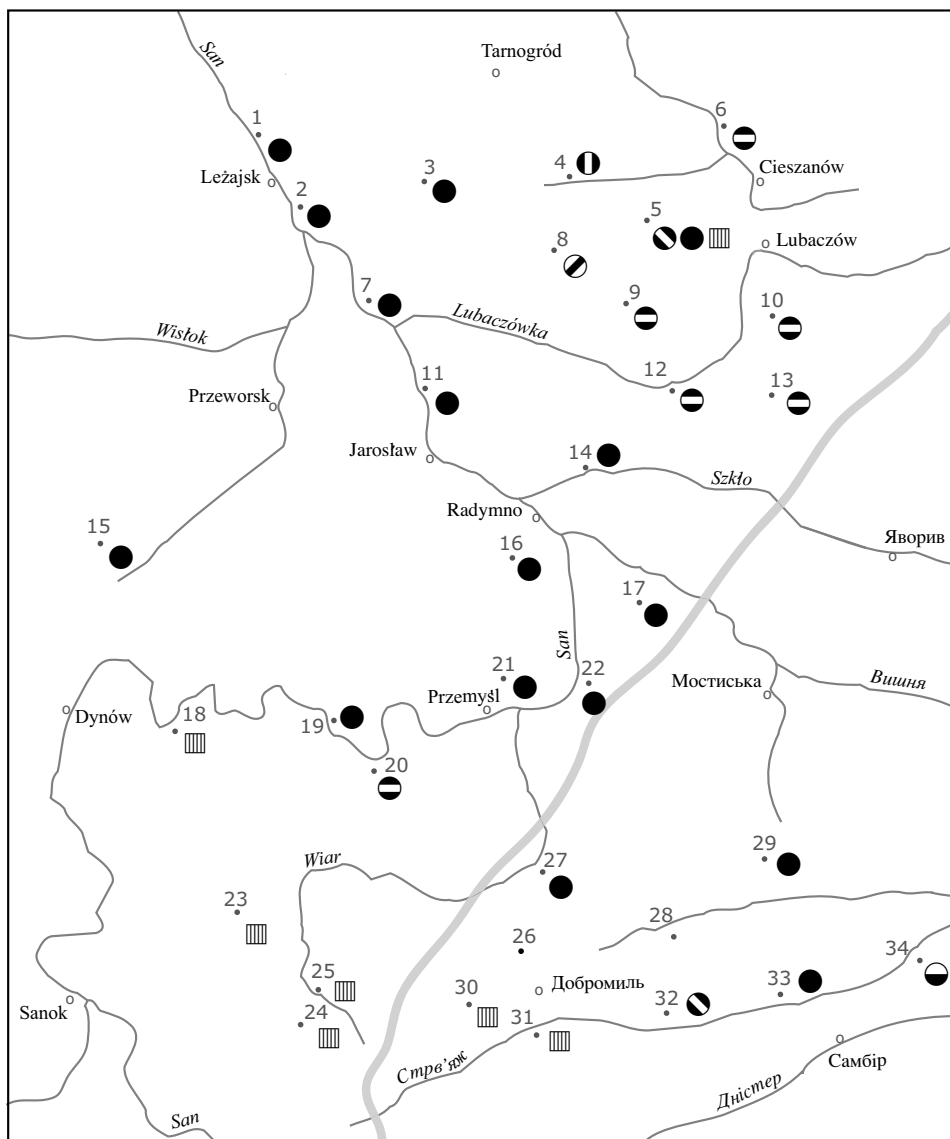 San
Tarnogród
1
6
Leżajsk
2
3
4
Cieszanów
5
8
Lubaczów
7
9
10
Wisłok
Lubaczówka
Przeworsk
11
12
13
Jarosław
14
Szkło
Radymno
15
16
Яворив
17
San
21
22
Мостиська
Вишня
Dynów
18
Przemyśl
19
20
Wiar
27
29
23
28
26
34
25
Sanok
24
30
Добромиль
31
32
33
Стрв’яж
Самбір
San
Дністер